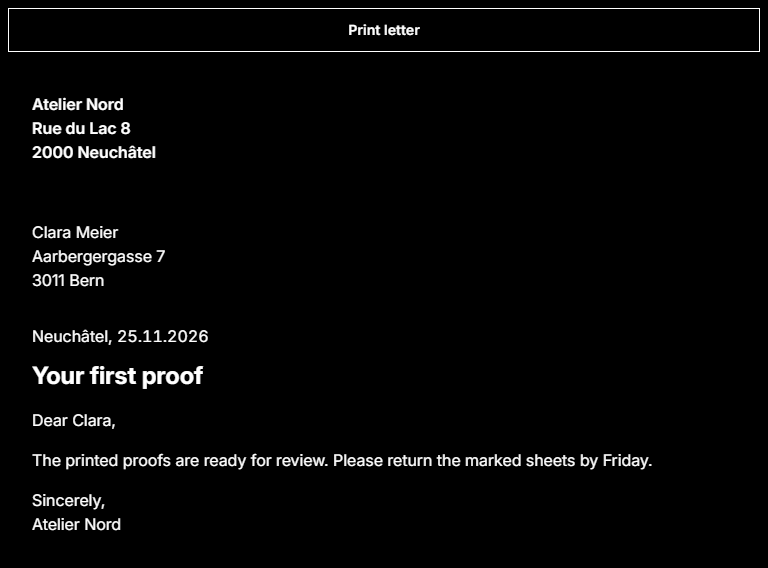 Print letter
Atelier Nord
Rue du Lac 8
2000 Neuchâtel
Clara Meier
Aarbergergasse 7
3011 Bern
Neuchâtel, 25.11.2026
Your first proof
Dear Clara,
The printed proofs are ready for review. Please return the marked sheets by Friday.
Sincerely,
Atelier Nord